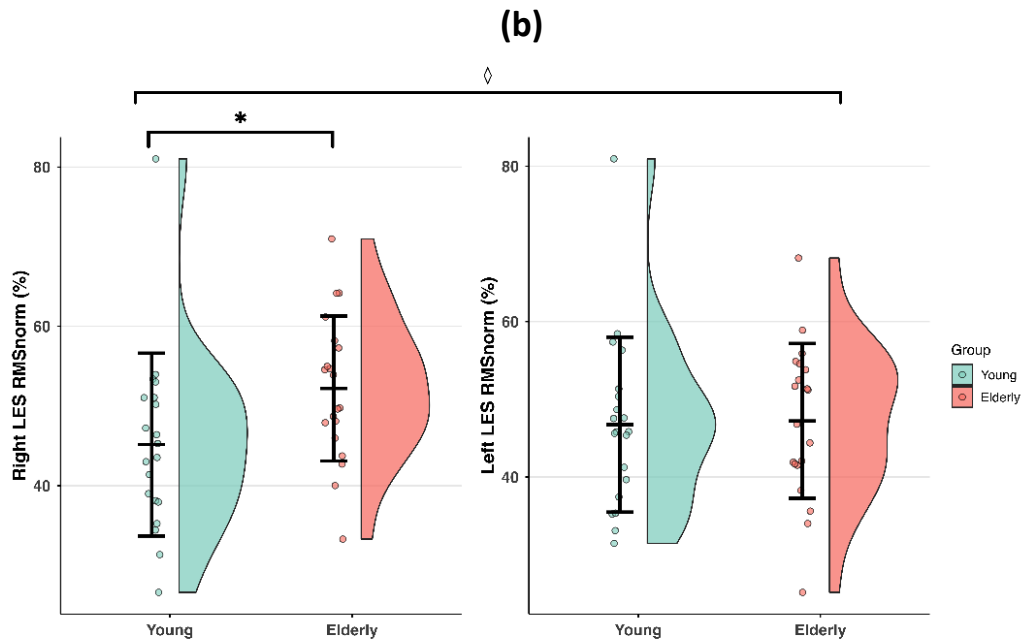 (b)
◊
*
Right LES RMSnorm (%)
80
60
40
Young
Elderly
Left LES RMSnorm (%)
80
60
40
Young
Elderly
Group
Young
Elderly